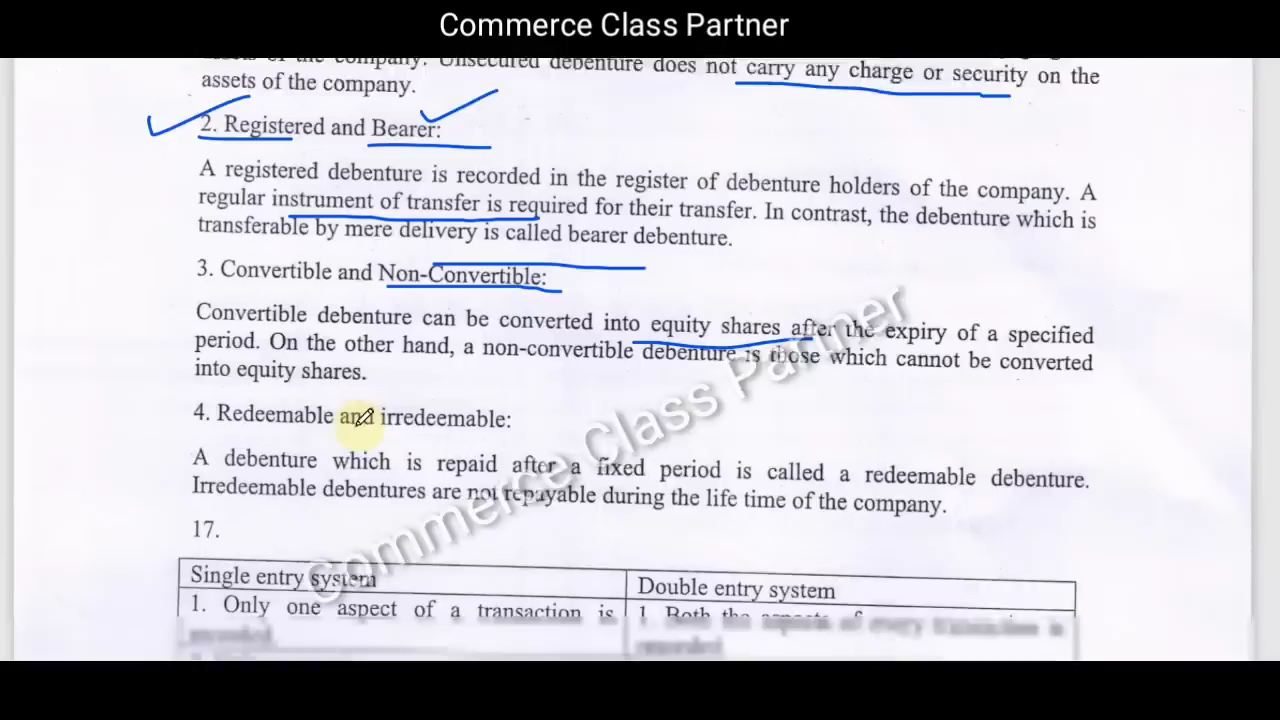 Commerce Class Partner
assets of the company. Unsecured debenture does not carry any charge or security on the
assets of the company.
2. Registered and Bearer:
A registered debenture is recorded in the register of debenture holders of the company. A
regular instrument of transfer is required for their transfer. In contrast, the debenture which is
transferable by mere delivery is called bearer debenture.
3. Convertible and Non-Convertible:
Convertible debenture can be converted into equity shares after the expiry of a specified
period. On the other hand, a non-convertible debenture is those which cannot be converted
into equity shares.
4. Redeemable and irredeemable:
A debenture which is repaid after a fixed period is called a redeemable debenture.
Irredeemable debentures are not repayable during the life time of the company.
17.
Single entry system
Double entry system
1. Only one aspect of a transaction is
recorded
1. Both the aspects of every transaction is
recorded
Commerce Class Partner